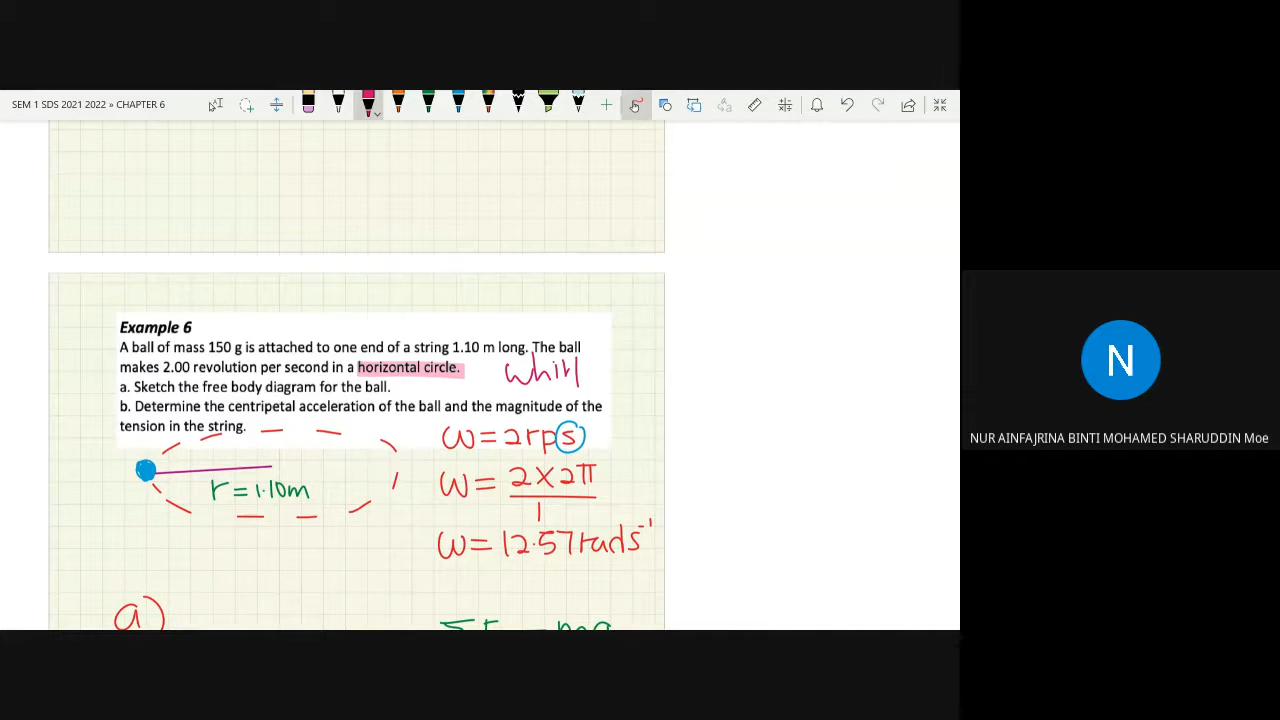 SEM 1 SDS 2021 2022 » CHAPTER 6
Example 6
A ball of mass 150 g is attached to one end of a string 1.10 m long. The ball
makes 2.00 revolution per second in a horizontal circle.
whirl
a. Sketch the free body diagram for the ball.
b. Determine the centripetal acceleration of the ball and the magnitude of the
tension in the string.
ω = 2rps
r = 1.10m
ω = 2 × 2π
1
ω = 12.57rads⁻¹
a)
N
NUR AINFAJRINA BINTI MOHAMED SHARUDDIN Moe